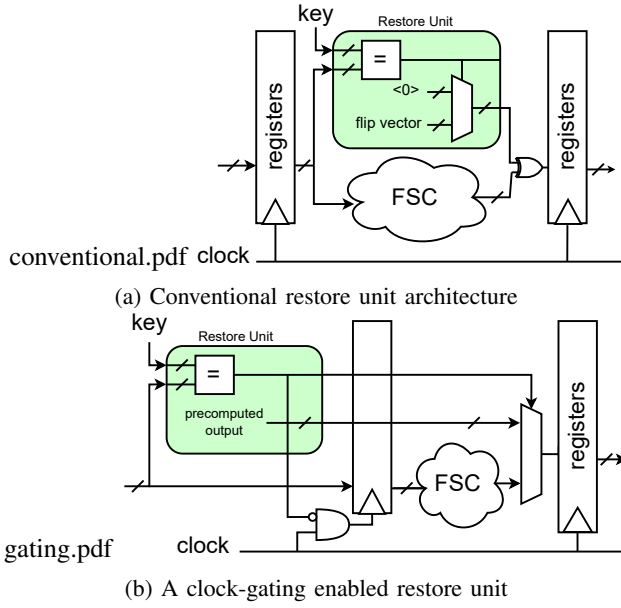 key
Restore Unit
=
<0>
flip vector
registers
FSC
registers
conventional.pdf clock
(a) Conventional restore unit architecture
key
Restore Unit
=
precomputed
output
FSC
registers
gating.pdf clock
(b) A clock-gating enabled restore unit